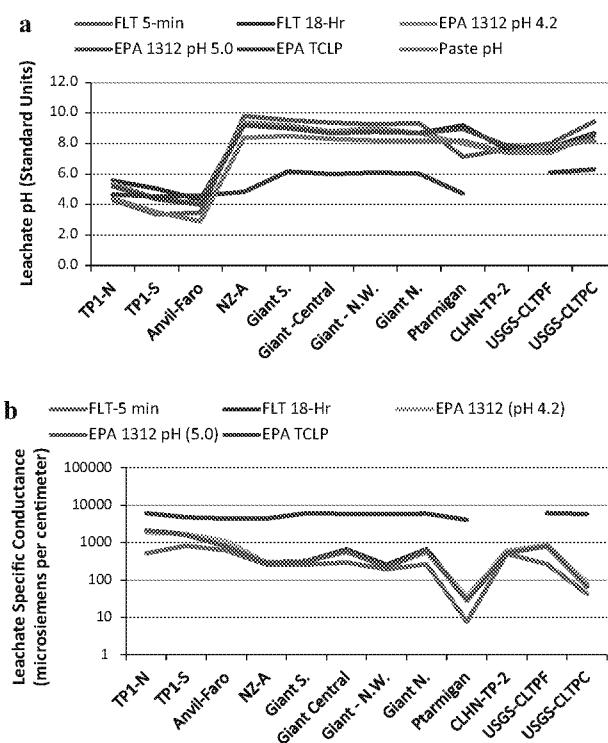 a
FLT 5-min FLT 18-Hr EPA 1312 pH 4.2
EPA 1312 pH 5.0 EPA TCLP Paste pH
Leachate pH (Standard Units)
12.0
10.0
8.0
6.0
4.0
2.0
0.0
TP1-N
TP1-S
Anvil-Faro
NZ-A
Giant S.
Giant -Central
Giant - N.W.
Giant N.
Ptarmigan
CLHN-TP-2
USGS-CLTPF
USGS-CLTPC
b
FLT-5 min FLT 18-Hr EPA 1312 (pH 4.2)
EPA 1312 pH (5.0) EPA TCLP
Leachate Specific Conductance
(microsiemens per centimeter)
100000
10000
1000
100
10
1
TP1-N
TP1-S
Anvil-Faro
NZ-A
Giant S.
Giant Central
Giant - N.W.
Giant N.
Ptarmigan
CLHN-TP-2
USGS-CLTPF
USGS-CLTPC